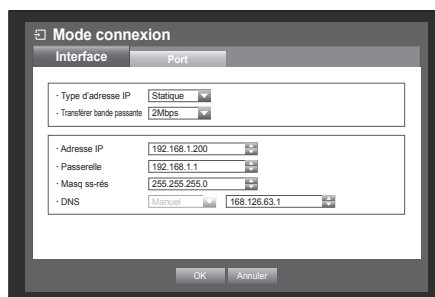 Mode connexion
Interface Port
· Type d'adresse IP Statique
· Transférer bande passante 2Mbps
· Adresse IP 192.168.1.200
· Passerelle 192.168.1.1
· Masq ss-rés 255.255.255.0
· DNS Manuel 168.126.63.1
OK Annuler